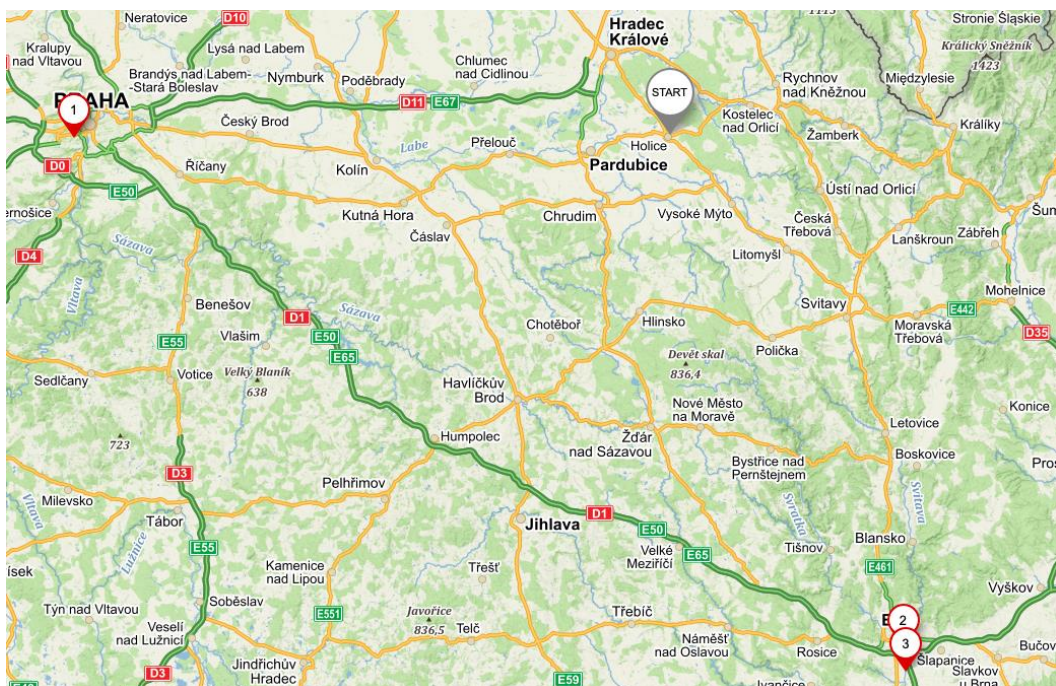 Neratovice
D10
1115
Stronie Śląskie
Kralupy
nad Vltavou
Lysá nad Labem
Hradec
Králové
Králický Sněžník
1423
Brandýs nad Labem-
-Stará Boleslav
Nymburk
Poděbrady
Chlumec
nad Cidlinou
Rychnov
nad Kněžnou
Międzylesie
START
1
D11
E67
Kostelec
nad Orlicí
Žamberk
Králíky
Český Brod
Labe
Přelouč
Holice
D0
Říčany
Kolín
Pardubice
E50
Kutná Hora
Chrudim
Vysoké Mýto
Ústí nad Orlicí
Česká
Třebová
Lanškroun
Zábřeh
Sázava
Čáslav
D4
Litomyšl
Vltava
Mohelnice
Benešov
Sázava
Svitavy
E442
D1
Chotěboř
Hlinsko
Moravská
Třebová
D35
E55
Vlašim
E50
E65
Polička
Devět skal
836,4
Sedlčany
Votice
Velký Blaník
638
Havlíčkův
Brod
Nové Město
na Moravě
Konice
723
Humpolec
Žďár
nad Sázavou
Letovice
D3
Bystřice nad
Pernštejnem
Boskovice
Milevsko
Pelhřimov
Vltava
Tábor
D1
Svratka
Svitava
Jihlava
E50
Lužnice
E55
Velké
Meziříčí
E65
Tišnov
Blansko
Kamenice
nad Lipou
Třešť
E461
Vyškov
Týn nad Vltavou
Soběslav
E551
Javořice
836,5
Třebíč
2
Veselí
nad Lužnicí
Telč
Náměšť
nad Oslavou
Rosice
3
Šlapanice
D3
Jindřichův
Hradec
E59
Slavkov
u Brna